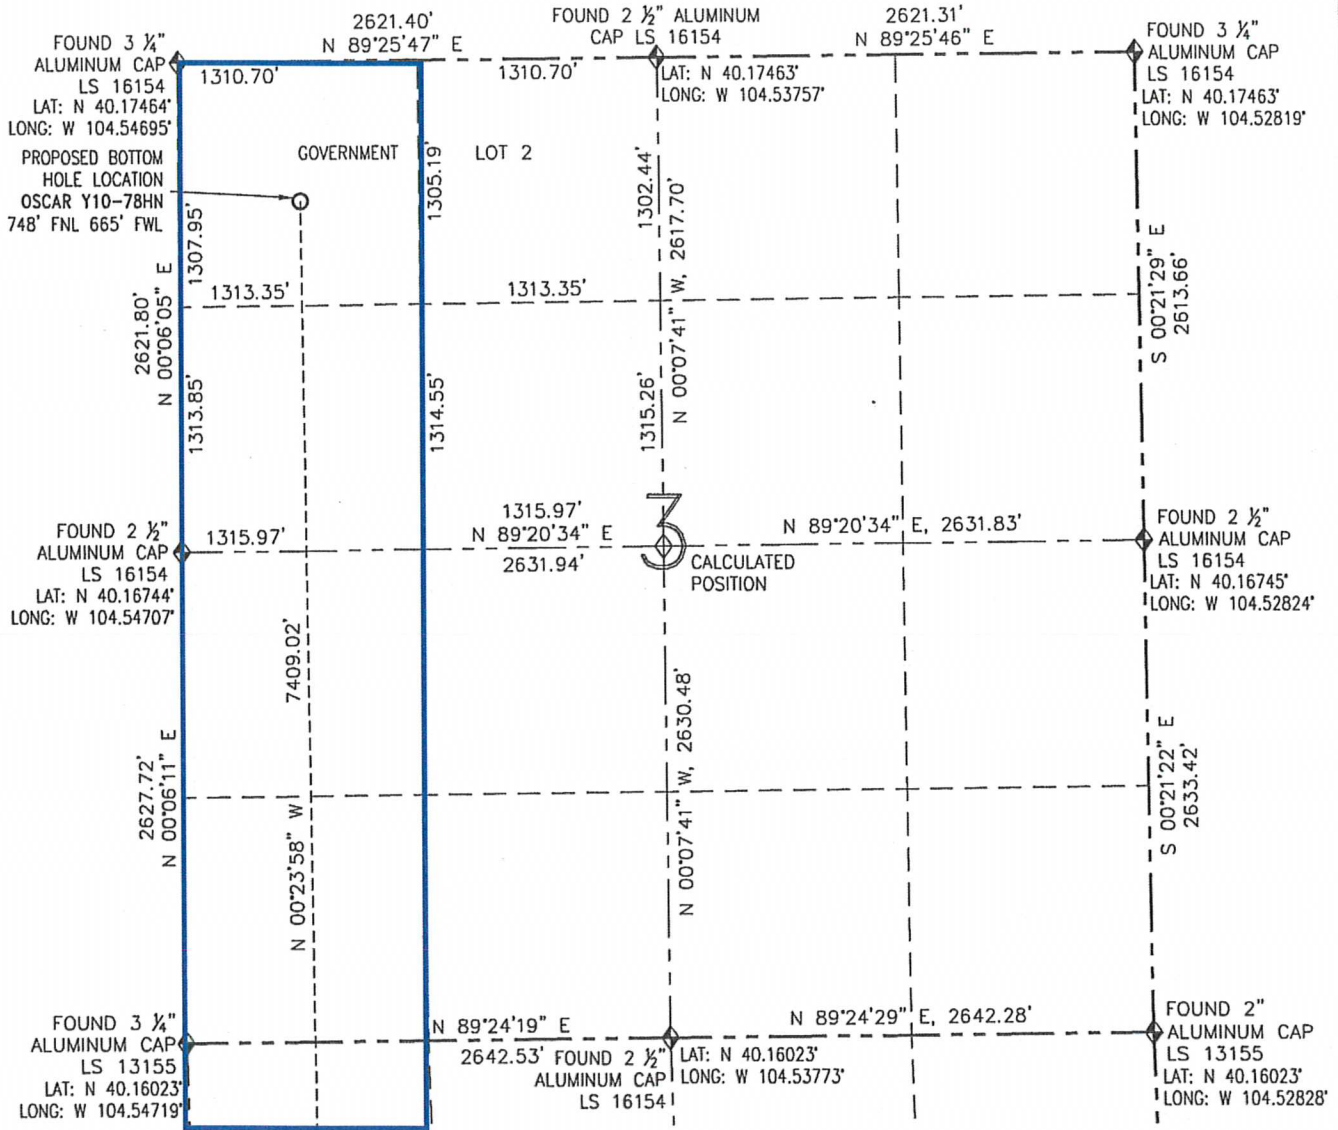 2621.40'
N 89°25'47" E
FOUND 2 ½" ALUMINUM
CAP LS 16154
2621.31'
N 89°25'46" E
FOUND 3 ¼"
ALUMINUM CAP
LS 16154
LAT: N 40.17464°
LONG: W 104.54695°
1310.70'
1310.70'
LAT: N 40.17463°
LONG: W 104.53757°
FOUND 3 ¼"
ALUMINUM CAP
LS 16154
LAT: N 40.17463°
LONG: W 104.52819°
PROPOSED BOTTOM
HOLE LOCATION
OSCAR Y10-78HN
748' FNL 665' FWL
GOVERNMENT LOT 2
1305.19'
1302.44'
N 00°07'41" W, 2617.70'
1307.95'
2621.80'
N 00°06'05" E
1313.35'
1313.35'
S 00°21'29" E
2613.66'
1313.85'
1314.55'
1315.26'
FOUND 2 ½"
ALUMINUM CAP
LS 16154
LAT: N 40.16744°
LONG: W 104.54707°
1315.97'
1315.97'
N 89°20'34" E
2631.94'
3
CALCULATED
POSITION
N 89°20'34" E, 2631.83'
FOUND 2 ½"
ALUMINUM CAP
LS 16154
LAT: N 40.16745°
LONG: W 104.52824°
7409.02'
N 00°23'58" W
2627.72'
N 00°06'11" E
N 00°07'41" W, 2630.48'
S 00°21'22" E
2633.42'
FOUND 3 ¼"
ALUMINUM CAP
LS 13155
LAT: N 40.16023°
LONG: W 104.54719°
N 89°24'19" E
2642.53'
FOUND 2 ½"
ALUMINUM CAP
LS 16154
LAT: N 40.16023°
LONG: W 104.53773°
N 89°24'29" E, 2642.28'
FOUND 2"
ALUMINUM CAP
LS 13155
LAT: N 40.16023°
LONG: W 104.52828°